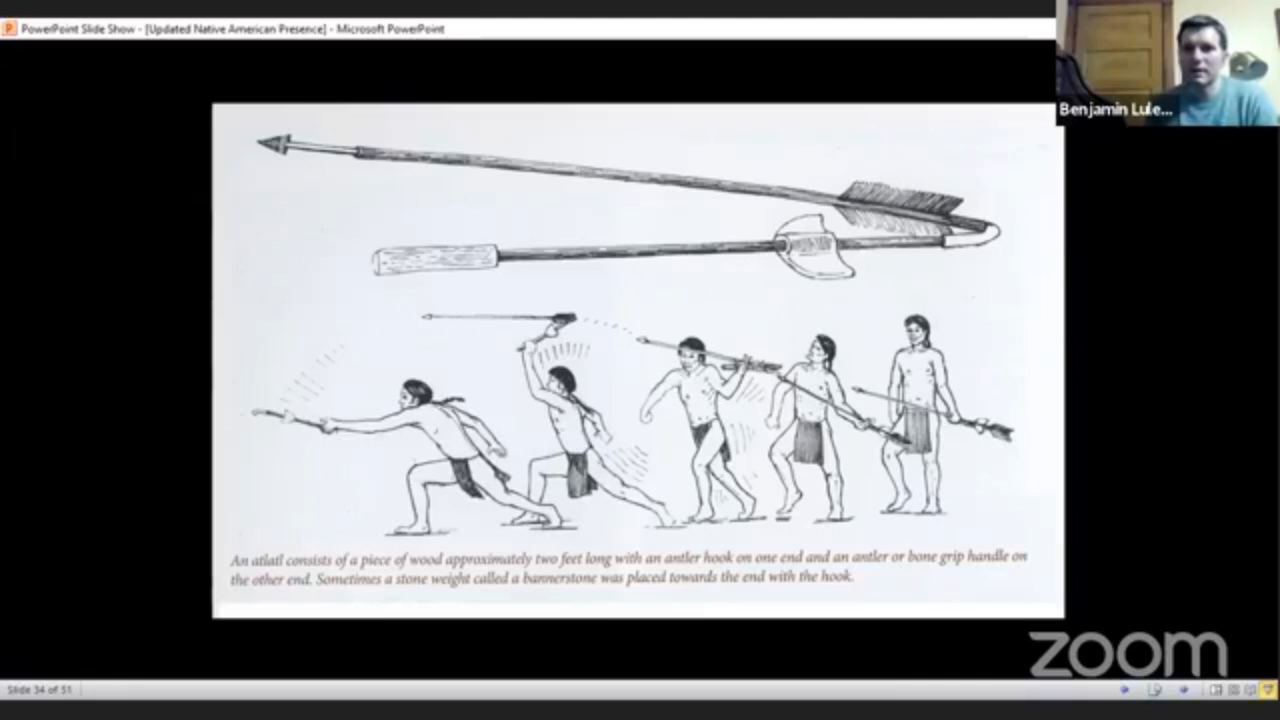 PowerPoint Slide Show - [Updated Native American Presence] - Microsoft PowerPoint
Benjamin Lule...
An atlatl consists of a piece of wood approximately two feet long with an antler hook on one end and an antler or bone grip handle on
the other end. Sometimes a stone weight called a bannerstone was placed towards the end with the hook.
zoom
Slide 34 of 51